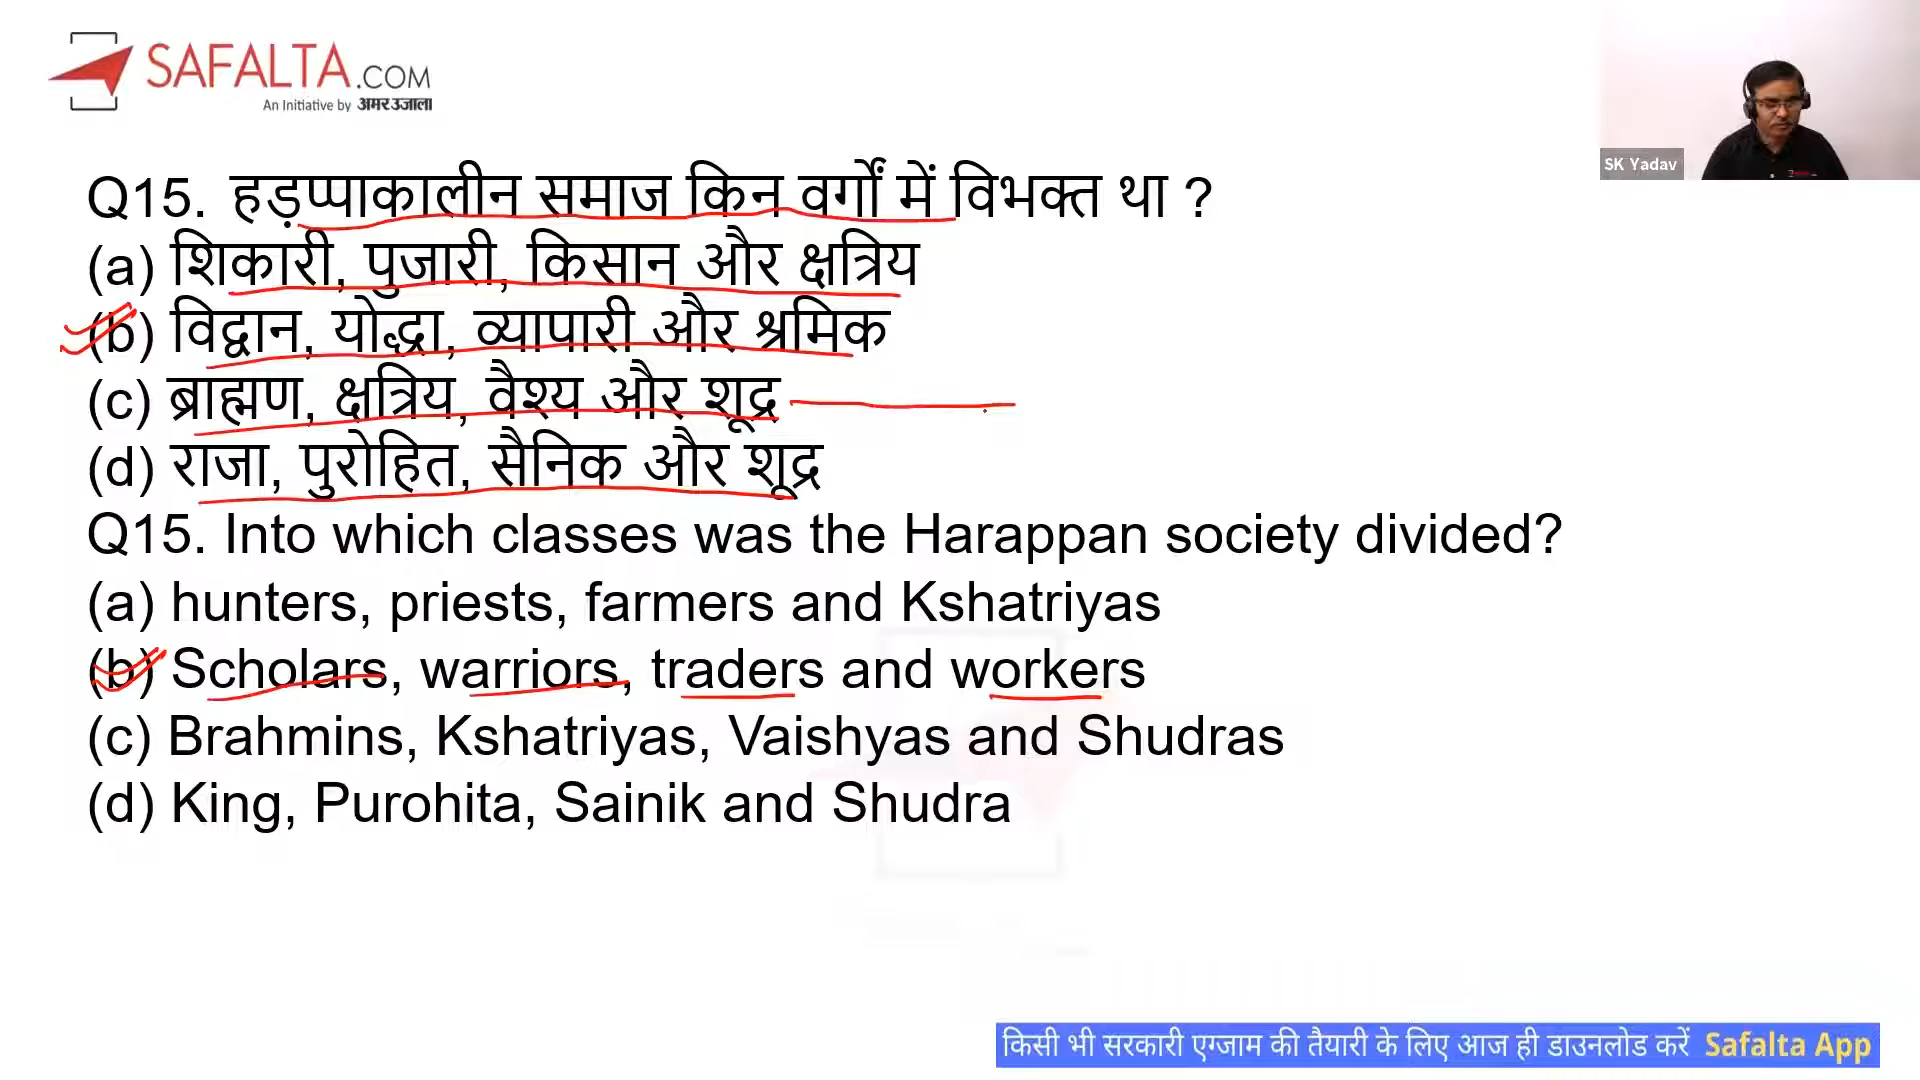 SAFALTA.COM
An Initiative by अमर उजाला
SK Yadav
Q15. हड़प्पाकालीन समाज किन वर्गों में विभक्त था ?
(a) शिकारी, पुजारी, किसान और क्षत्रिय
(b) विद्वान, योद्धा, व्यापारी और श्रमिक
(c) ब्राह्मण, क्षत्रिय, वैश्य और शूद्र
(d) राजा, पुरोहित, सैनिक और शूद्र
Q15. Into which classes was the Harappan society divided?
(a) hunters, priests, farmers and Kshatriyas
(b) Scholars, warriors, traders and workers
(c) Brahmins, Kshatriyas, Vaishyas and Shudras
(d) King, Purohita, Sainik and Shudra
किसी भी सरकारी एग्जाम की तैयारी के लिए आज ही डाउनलोड करें Safalta App